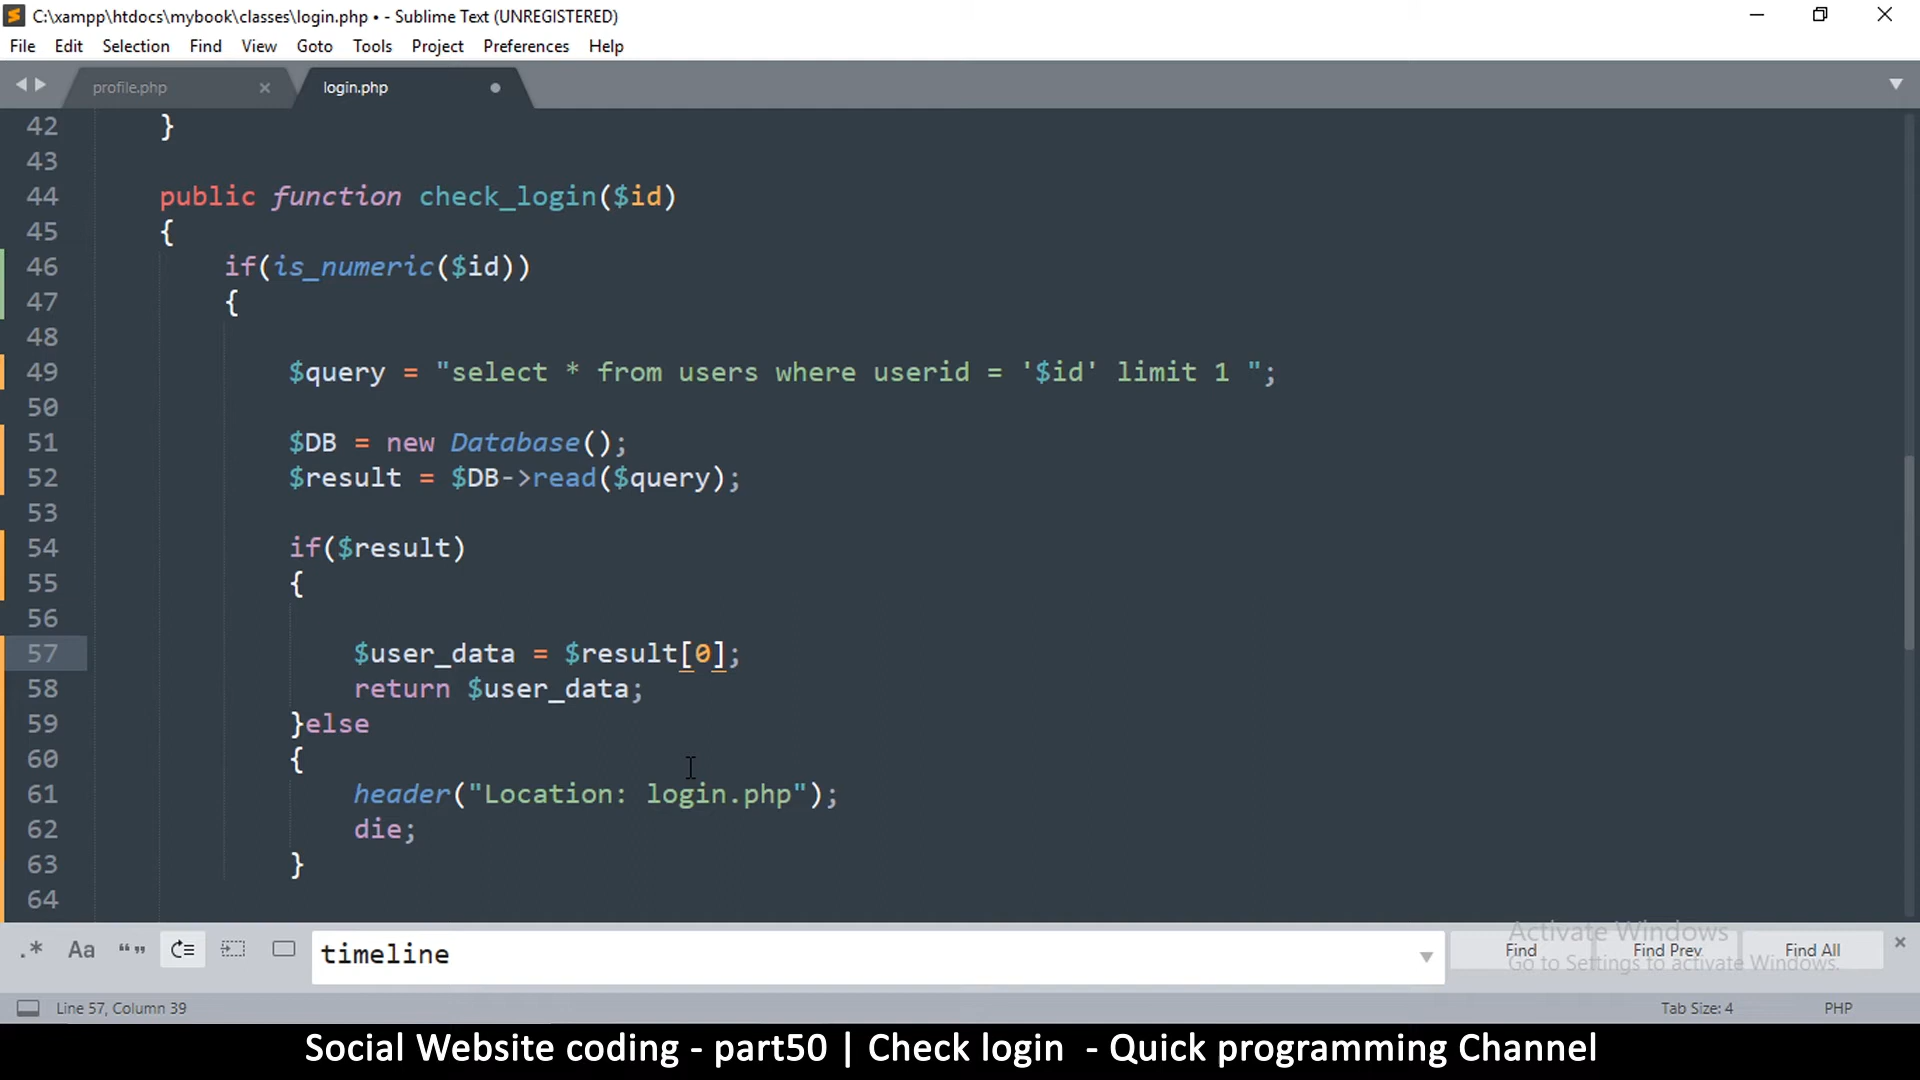 C:\xampp\htdocs\mybook\classes\login.php • - Sublime Text (UNREGISTERED)
File Edit Selection Find View Goto Tools Project Preferences Help
profile.php login.php
42 }
43
44 public function check_login($id)
45 {
46 if(is_numeric($id))
47 {
48
49 $query = "select * from users where userid = '$id' limit 1 ";
50
51 $DB = new Database();
52 $result = $DB->read($query);
53
54 if($result)
55 {
56
57 $user_data = $result[0];
58 return $user_data;
59 }else
60 {
61 header("Location: login.php");
62 die;
63 }
64
.* Aa “” timeline Find Find Prev Find All
Activate Windows
Go to Settings to activate Windows.
Line 57, Column 39 Tab Size: 4 PHP
Social Website coding - part50 | Check login - Quick programming Channel